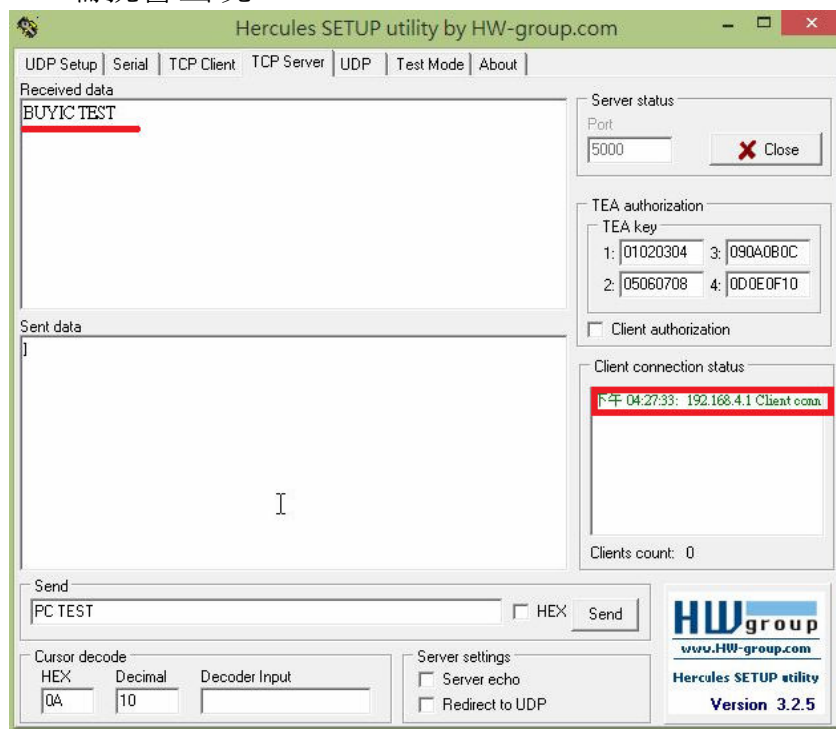 Hercules SETUP utility by HW-group.com
UDP Setup Serial TCP Client TCP Server UDP Test Mode About
Received data
BUYIC TEST
Server status
Port
5000
Close
TEA authorization
TEA key
1: 01020304 3: 090A0B0C
2: 05060708 4: 0D0E0F10
Client authorization
Sent data
]
Client connection status
下午 04:27:33: 192.168.4.1 Client conn
Clients count: 0
Send
PC TEST
HEX
Send
Cursor decode
HEX Decimal Decoder Input
0A 10
Server settings
Server echo
Redirect to UDP
HWgroup
www.HW-group.com
Hercules SETUP utility
Version 3.2.5